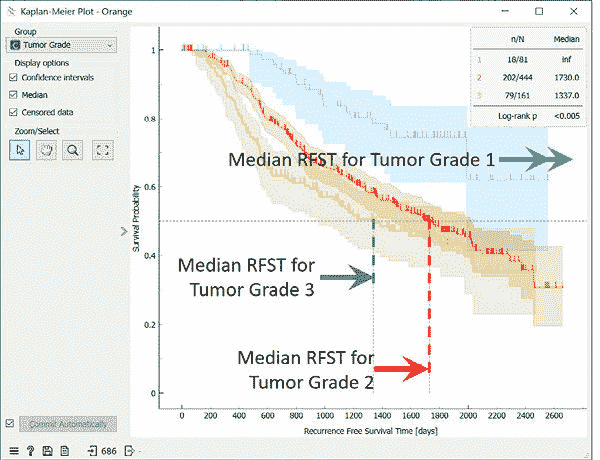 Kaplan-Meier Plot - Orange
Group
C Tumor Grade
Display options
Confidence intervals
Median
Censored data
Zoom/Select
Commit Automatically
686
n/N Median
1 18/81 inf
2 202/444 1730.0
3 79/161 1337.0
Log-rank p <0.005
Survival Probability
1
0.8
0.6
0.4
0.2
0
Median RFST for Tumor Grade 1
Median RFST for
Tumor Grade 3
Median RFST for
Tumor Grade 2
0 200 400 600 800 1000 1200 1400 1600 1800 2000 2200 2400 2600
Recurrence Free Survival Time [days]